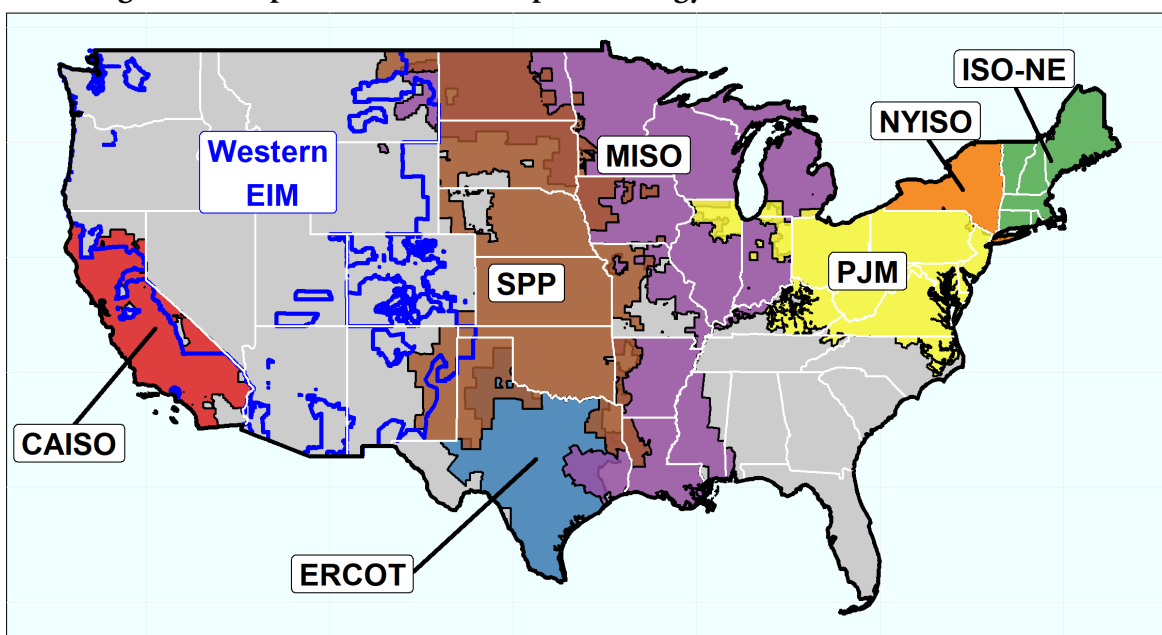 ISO-NE
NYISO
Western
EIM
MISO
SPP
PJM
CAISO
ERCOT